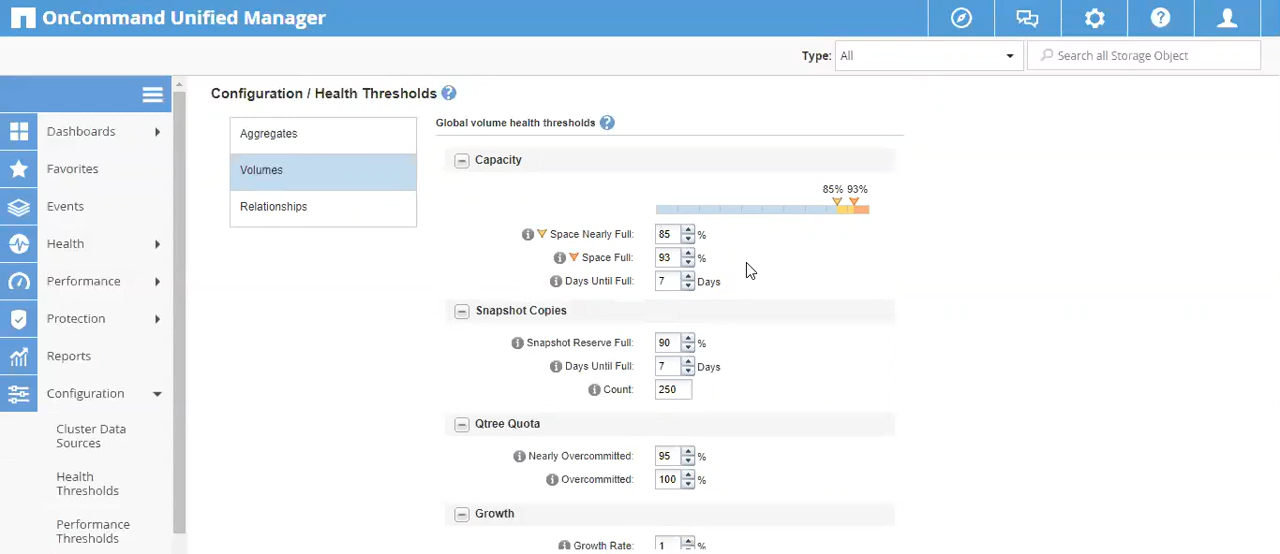 OnCommand Unified Manager
Type: All Search all Storage Object
Configuration / Health Thresholds
Dashboards
Favorites
Events
Health
Performance
Protection
Reports
Configuration
Cluster Data
Sources
Health
Thresholds
Performance
Thresholds
Aggregates
Volumes
Relationships
Global volume health thresholds
Capacity
85% 93%
Space Nearly Full: 85 %
Space Full: 93 %
Days Until Full: 7 Days
Snapshot Copies
Snapshot Reserve Full: 90 %
Days Until Full: 7 Days
Count: 250
Qtree Quota
Nearly Overcommitted: 95 %
Overcommitted: 100 %
Growth
Growth Rate: 1 %